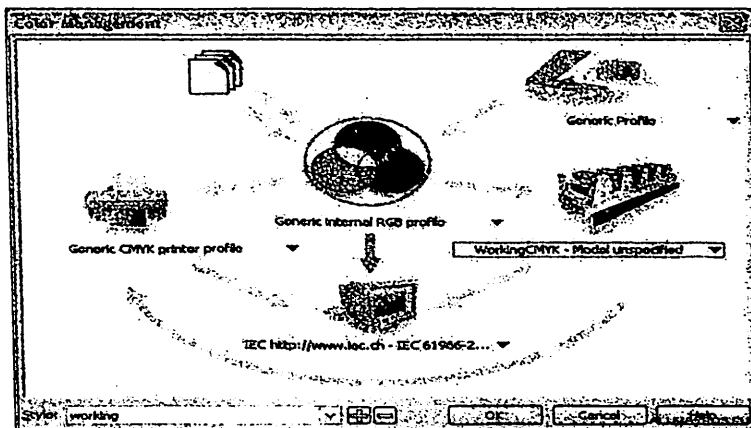 Color Management
Generic Profile
Generic Internal RGB profile
Generic CMYK printer profile
WorkingCMYK - Model unspecified
IEC http://www.iec.ch - IEC 61966-2...
Style: working
OK Cancel Help